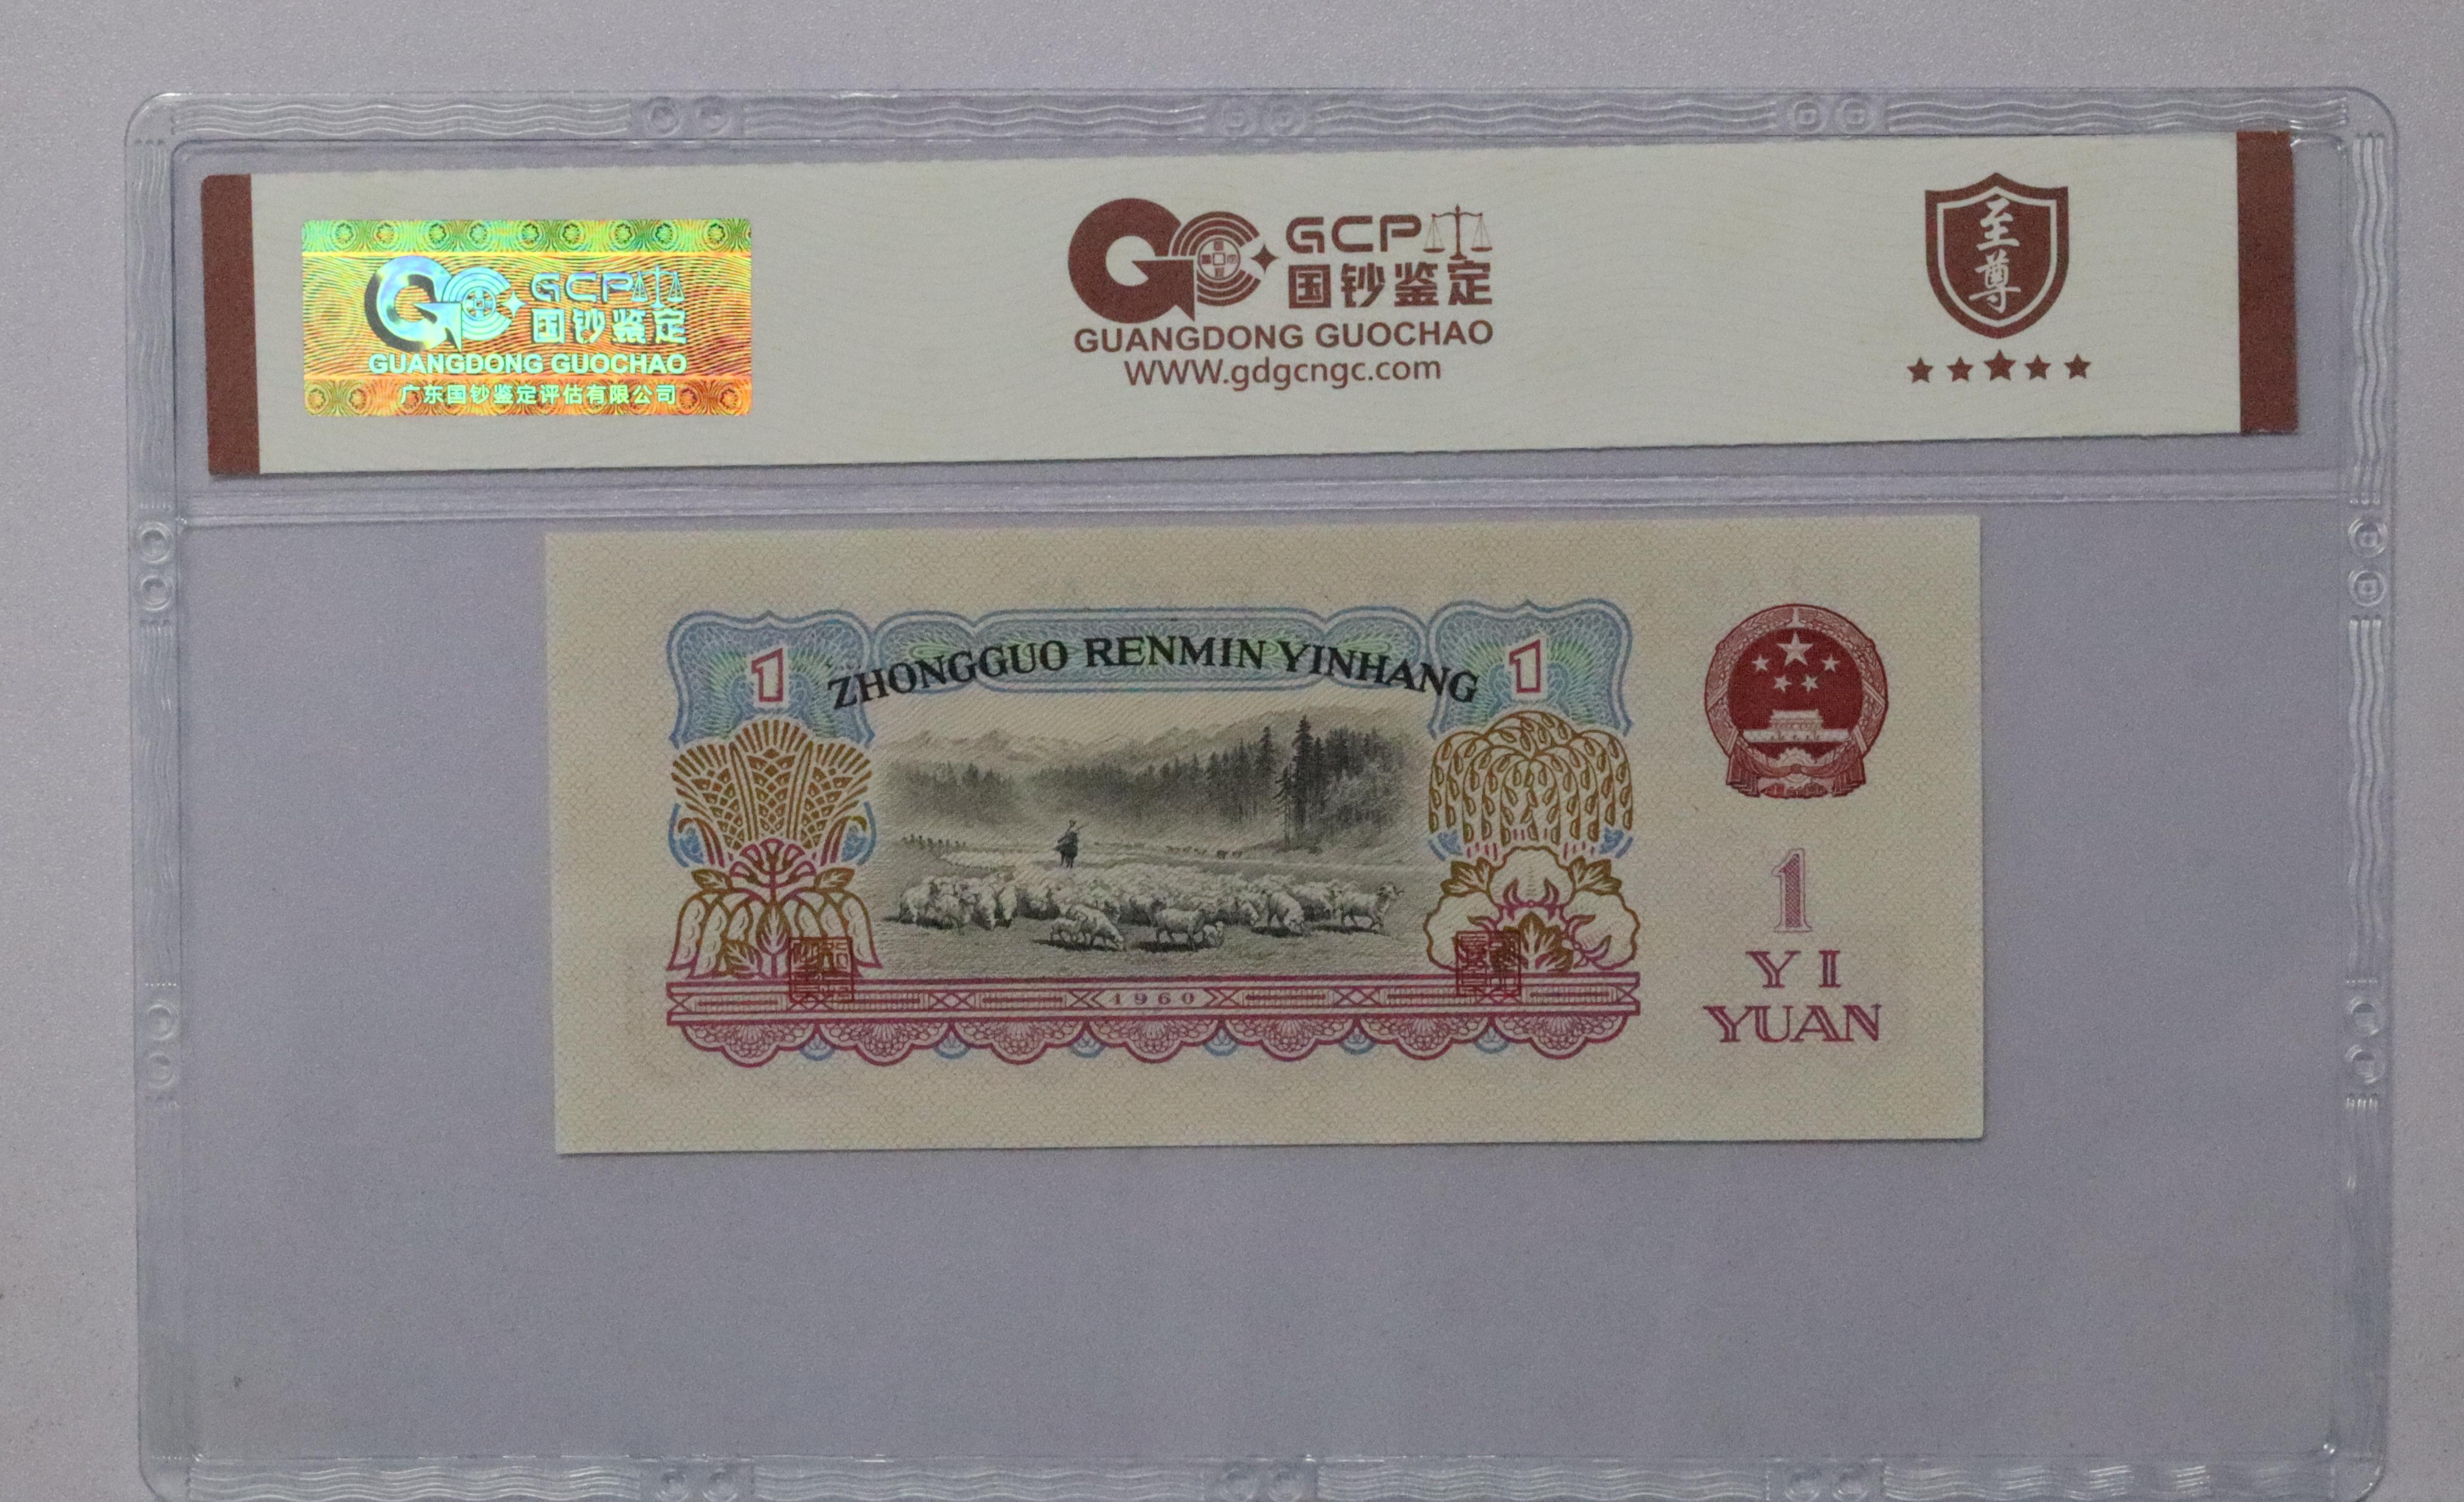 GCP
国钞鉴定
GUANGDONG GUOCHAO
广东国钞鉴定评估有限公司
GCP
国钞鉴定
GUANGDONG GUOCHAO
WWW.gdgcngc.com
至尊
1
ZHONGGUO RENMIN YINHANG
1
1960
1
YI
YUAN